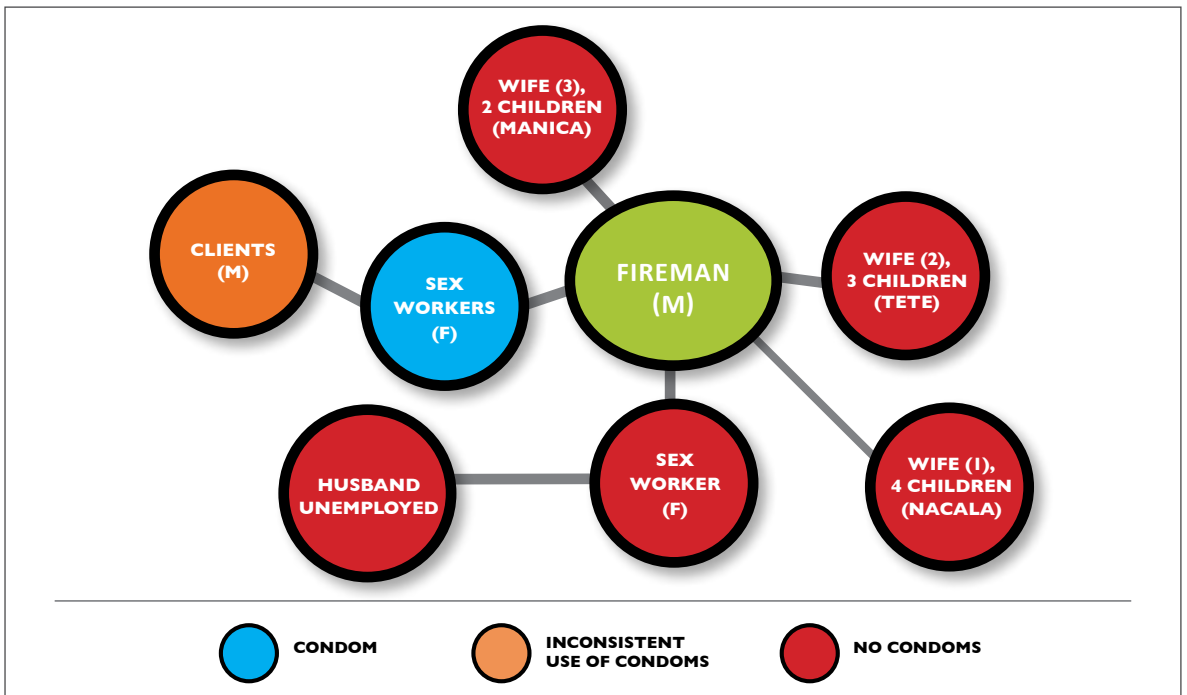 WIFE (3),
2 CHILDREN
(MANICA)
CLIENTS
(M)
SEX
WORKERS
(F)
FIREMAN
(M)
WIFE (2),
3 CHILDREN
(TETE)
HUSBAND
UNEMPLOYED
SEX
WORKER
(F)
WIFE (1),
4 CHILDREN
(NACALA)
CONDOM
INCONSISTENT
USE OF CONDOMS
NO CONDOMS